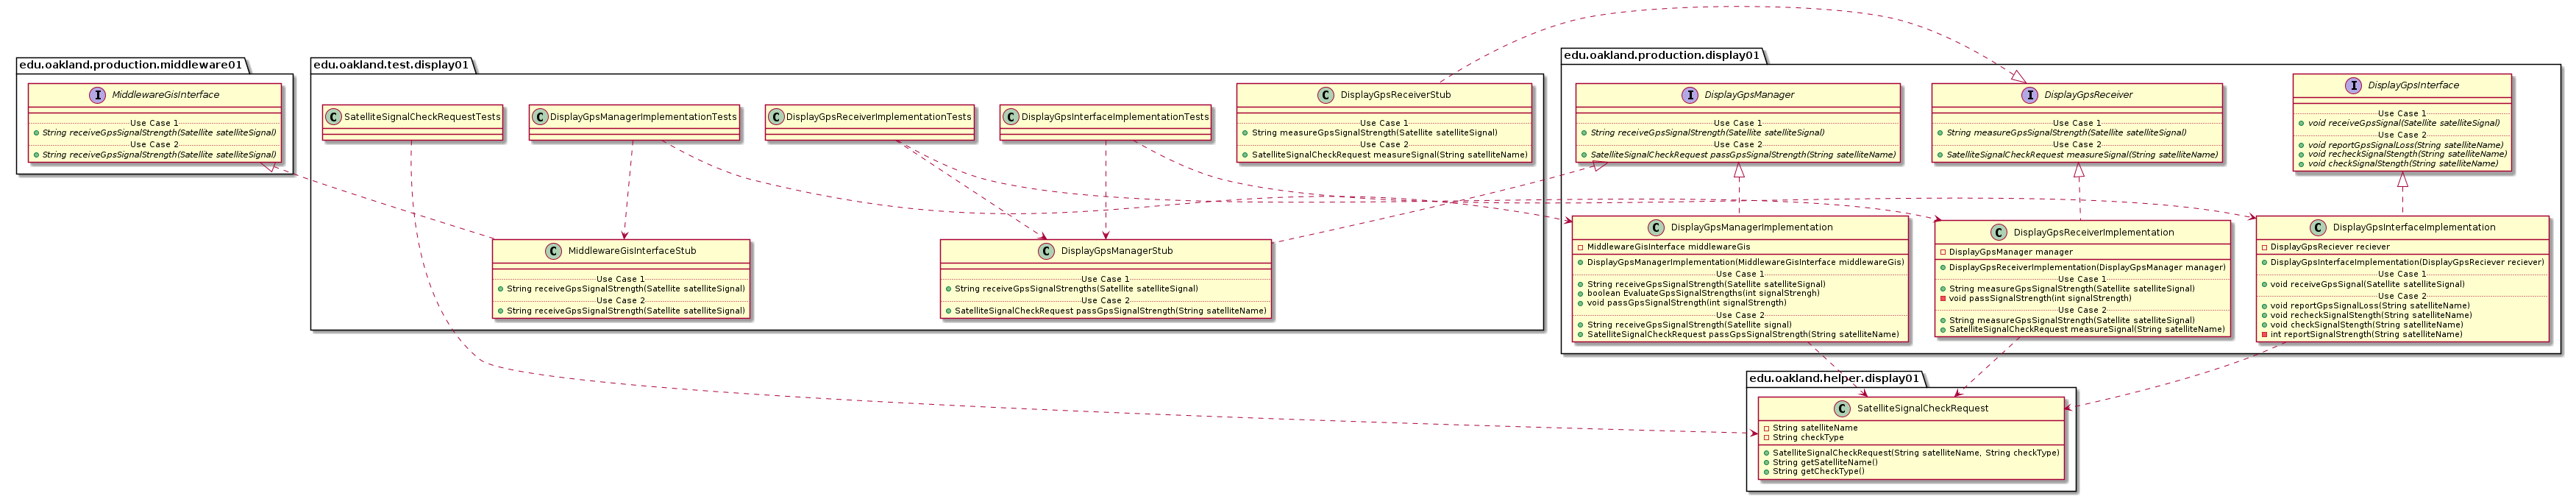 edu.oakland.production.middleware01
I MiddlewareGisInterface
Use Case 1
String receiveGpsSignalStrength(Satellite satelliteSignal)
Use Case 2
String receiveGpsSignalStrength(Satellite satelliteSignal)
edu.oakland.test.display01
C SatelliteSignalCheckRequestTests
C DisplayGpsManagerImplementationTests
C DisplayGpsReceiverImplementationTests
C DisplayGpsInterfaceImplementationTests
C DisplayGpsReceiverStub
Use Case 1
String measureGpsSignalStrength(Satellite satelliteSignal)
Use Case 2
SatelliteSignalCheckRequest measureSignal(String satelliteName)
C MiddlewareGisInterfaceStub
Use Case 1
String receiveGpsSignalStrength(Satellite satelliteSignal)
Use Case 2
String receiveGpsSignalStrength(Satellite satelliteSignal)
C DisplayGpsManagerStub
Use Case 1
String receiveGpsSignalStrengths(Satellite satelliteSignal)
Use Case 2
SatelliteSignalCheckRequest passGpsSignalStrength(String satelliteName)
edu.oakland.production.display01
I DisplayGpsManager
Use Case 1
String receiveGpsSignalStrength(Satellite satelliteSignal)
Use Case 2
SatelliteSignalCheckRequest passGpsSignalStrength(String satelliteName)
I DisplayGpsReceiver
Use Case 1
String measureGpsSignalStrength(Satellite satelliteSignal)
Use Case 2
SatelliteSignalCheckRequest measureSignal(String satelliteName)
I DisplayGpsInterface
Use Case 1
void receiveGpsSignal(Satellite satelliteSignal)
Use Case 2
void reportGpsSignalLoss(String satelliteName)
void recheckSignalStength(String satelliteName)
void checkSignalStength(String satelliteName)
C DisplayGpsManagerImplementation
MiddlewareGisInterface middlewareGis
DisplayGpsManagerImplementation(MiddlewareGisInterface middlewareGis)
Use Case 1
String receiveGpsSignalStrength(Satellite satelliteSignal)
boolean EvaluateGpsSignalStrengths(int signalStrengh)
void passGpsSignalStrength(int signalStrength)
Use Case 2
String receiveGpsSignalStrength(Satellite signal)
SatelliteSignalCheckRequest passGpsSignalStrength(String satelliteName)
C DisplayGpsReceiverImplementation
DisplayGpsManager manager
DisplayGpsReceiverImplementation(DisplayGpsManager manager)
Use Case 1
String measureGpsSignalStrength(Satellite satelliteSignal)
void passSignalStrength(int signalStrength)
Use Case 2
String measureGpsSignalStrength(Satellite satelliteSignal)
SatelliteSignalCheckRequest measureSignal(String satelliteName)
C DisplayGpsInterfaceImplementation
DisplayGpsReciever reciever
DisplayGpsInterfaceImplementation(DisplayGpsReciever reciever)
Use Case 1
void receiveGpsSignal(Satellite satelliteSignal)
Use Case 2
void reportGpsSignalLoss(String satelliteName)
void recheckSignalStength(String satelliteName)
void checkSignalStength(String satelliteName)
int reportSignalStrength(String satelliteName)
edu.oakland.helper.display01
C SatelliteSignalCheckRequest
String satelliteName
String checkType
SatelliteSignalCheckRequest(String satelliteName, String checkType)
String getSatelliteName()
String getCheckType()